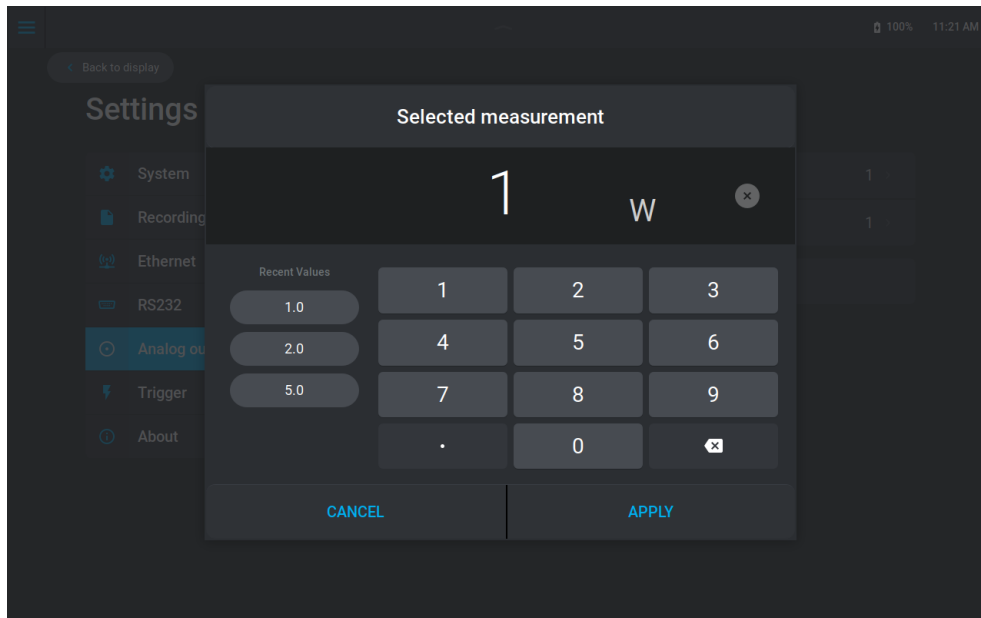 100% 11:21 AM
Back to display
Settings
Selected measurement
1 W
System
1
Recording
1
Ethernet
RS232
Analog ou
Trigger
About
Recent Values
1.0
2.0
5.0
1 2 3
4 5 6
7 8 9
. 0
CANCEL APPLY